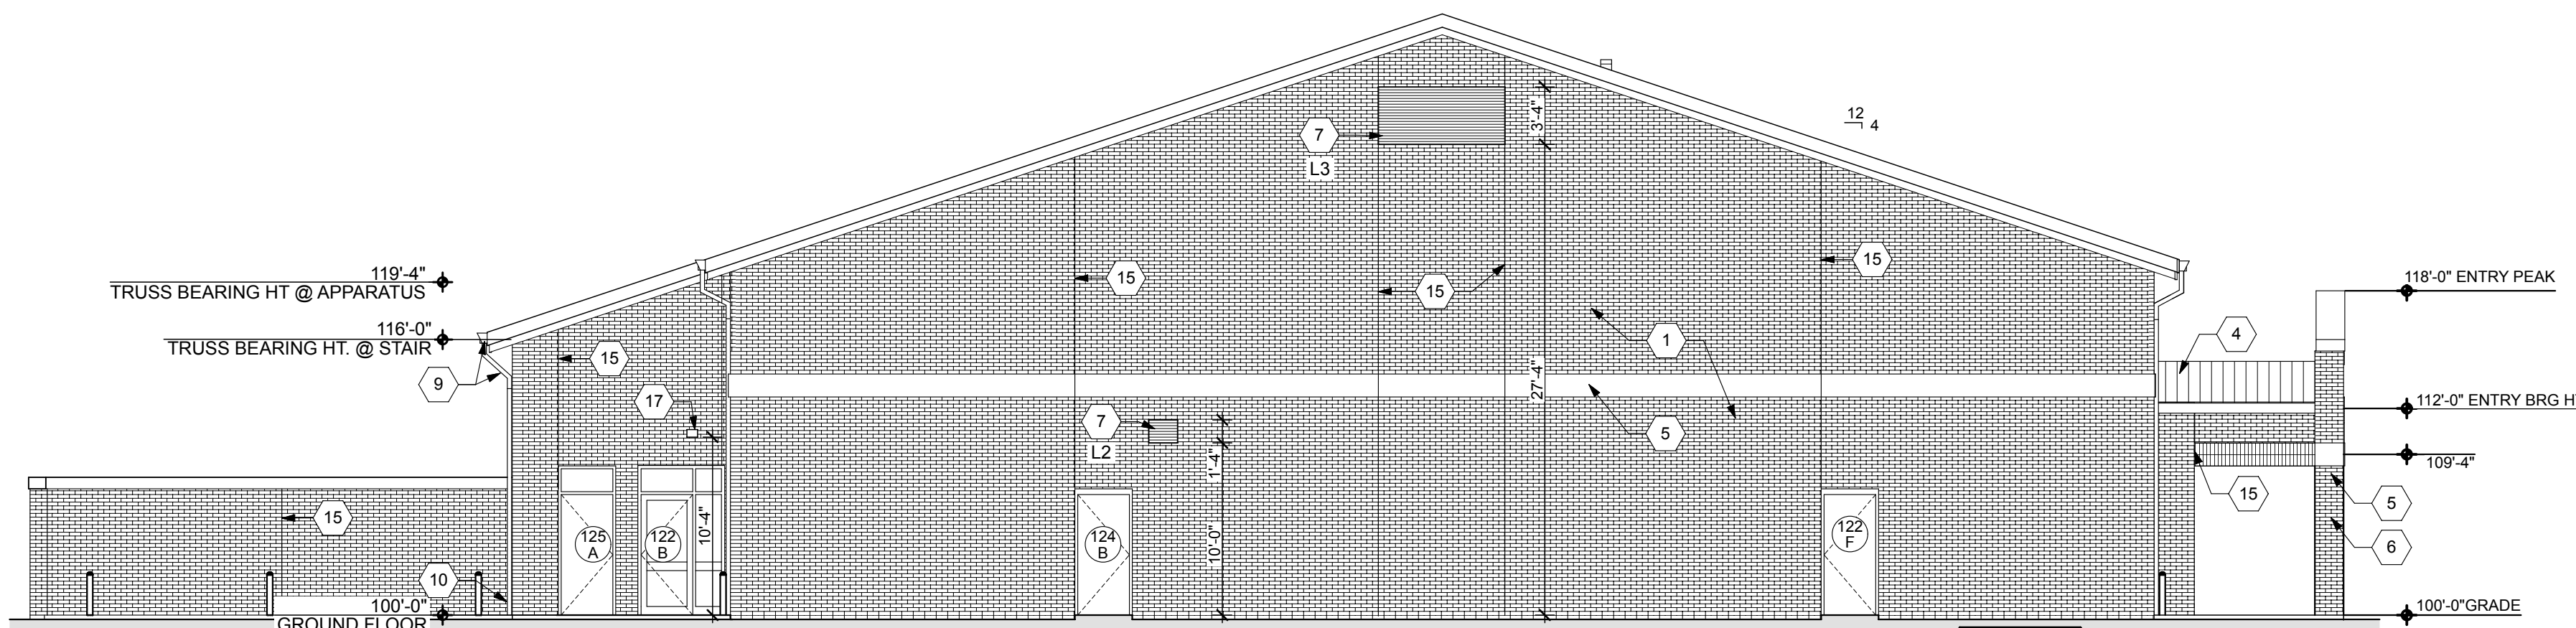 12
4
3'-4"
7
L3
15
15
15
119'-4"
TRUSS BEARING HT @ APPARATUS
118'-0" ENTRY PEAK
116'-0"
TRUSS BEARING HT. @ STAIR
15
1
4
9
17
27'-4"
112'-0" ENTRY BRG
7
L2
5
1'-4"
109'-4"
15
5
15
10'-4"
125
A
122
B
124
B
10'-0"
122
F
6
10
100'-0"
GROUND FLOOR
100'-0"GRADE